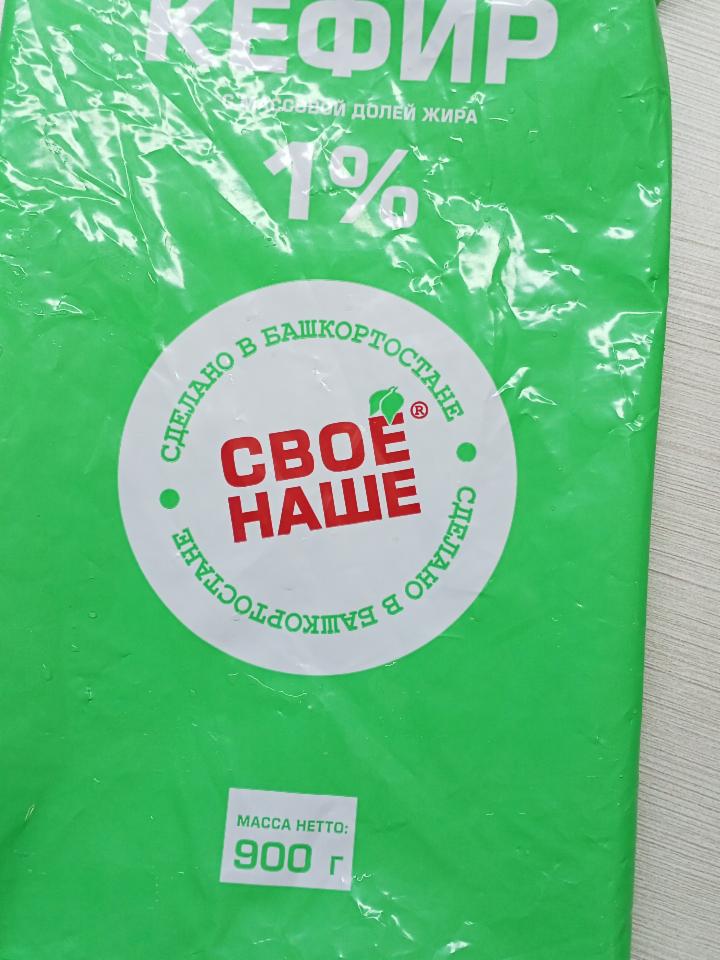 КЕФИР
С МАССОВОЙ ДОЛЕЙ ЖИРА
1%
СДЕЛАНО В БАШКОРТОСТАНЕ
СВОЁ ®
НАШЕ
СДЕЛАНО В БАШКОРТОСТАНЕ
МАССА НЕТТО:
900 г